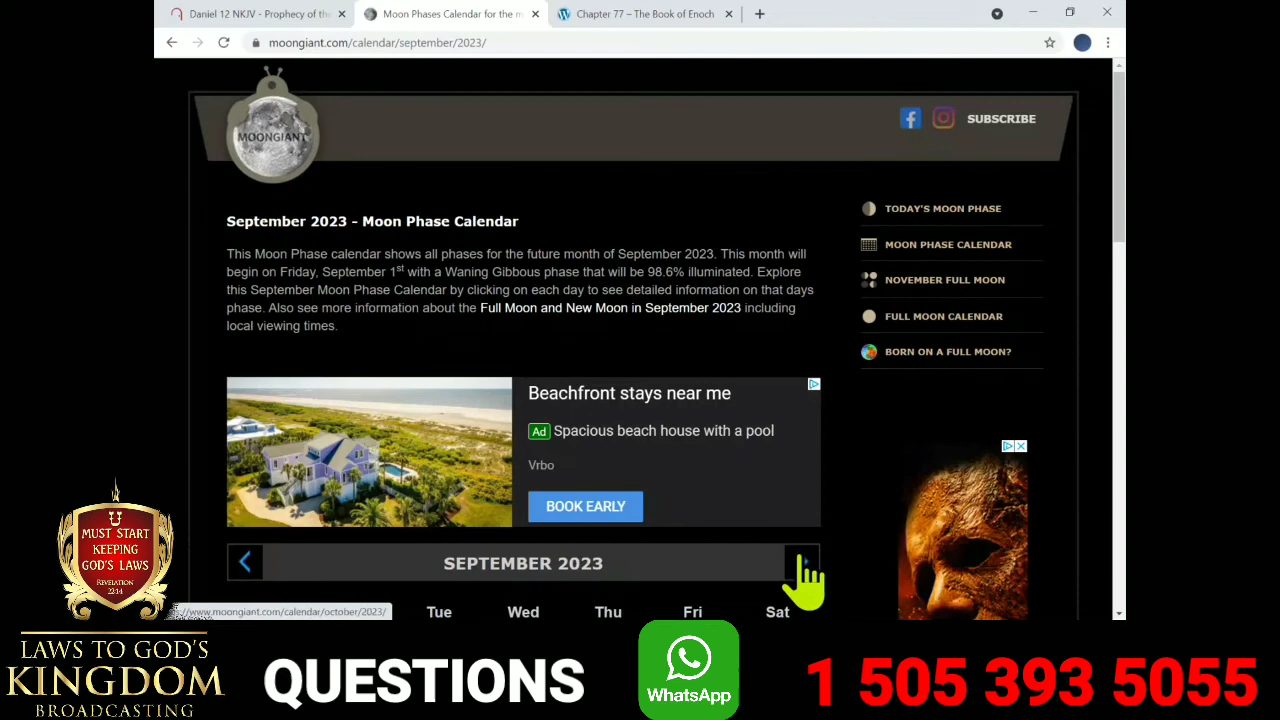 Daniel 12 NKJV - Prophecy of the
Moon Phases Calendar for the m
Chapter 77 – The Book of Enoch
moongiant.com/calendar/september/2023/
MOONGIANT
SUBSCRIBE
September 2023 - Moon Phase Calendar
This Moon Phase calendar shows all phases for the future month of September 2023. This month will
begin on Friday, September 1st with a Waning Gibbous phase that will be 98.6% illuminated. Explore
this September Moon Phase Calendar by clicking on each day to see detailed information on that days
phase. Also see more information about the Full Moon and New Moon in September 2023 including
local viewing times.
TODAY'S MOON PHASE
MOON PHASE CALENDAR
NOVEMBER FULL MOON
FULL MOON CALENDAR
BORN ON A FULL MOON?
Beachfront stays near me
Ad Spacious beach house with a pool
Vrbo
BOOK EARLY
SEPTEMBER 2023
Tue Wed Thu Fri Sat
www.moongiant.com/calendar/october/2023/
MUST START
KEEPING
GOD'S LAWS
REVELATION
22:14
LAWS TO GOD'S
KINGDOM
BROADCASTING
QUESTIONS
WhatsApp
1 505 393 5055